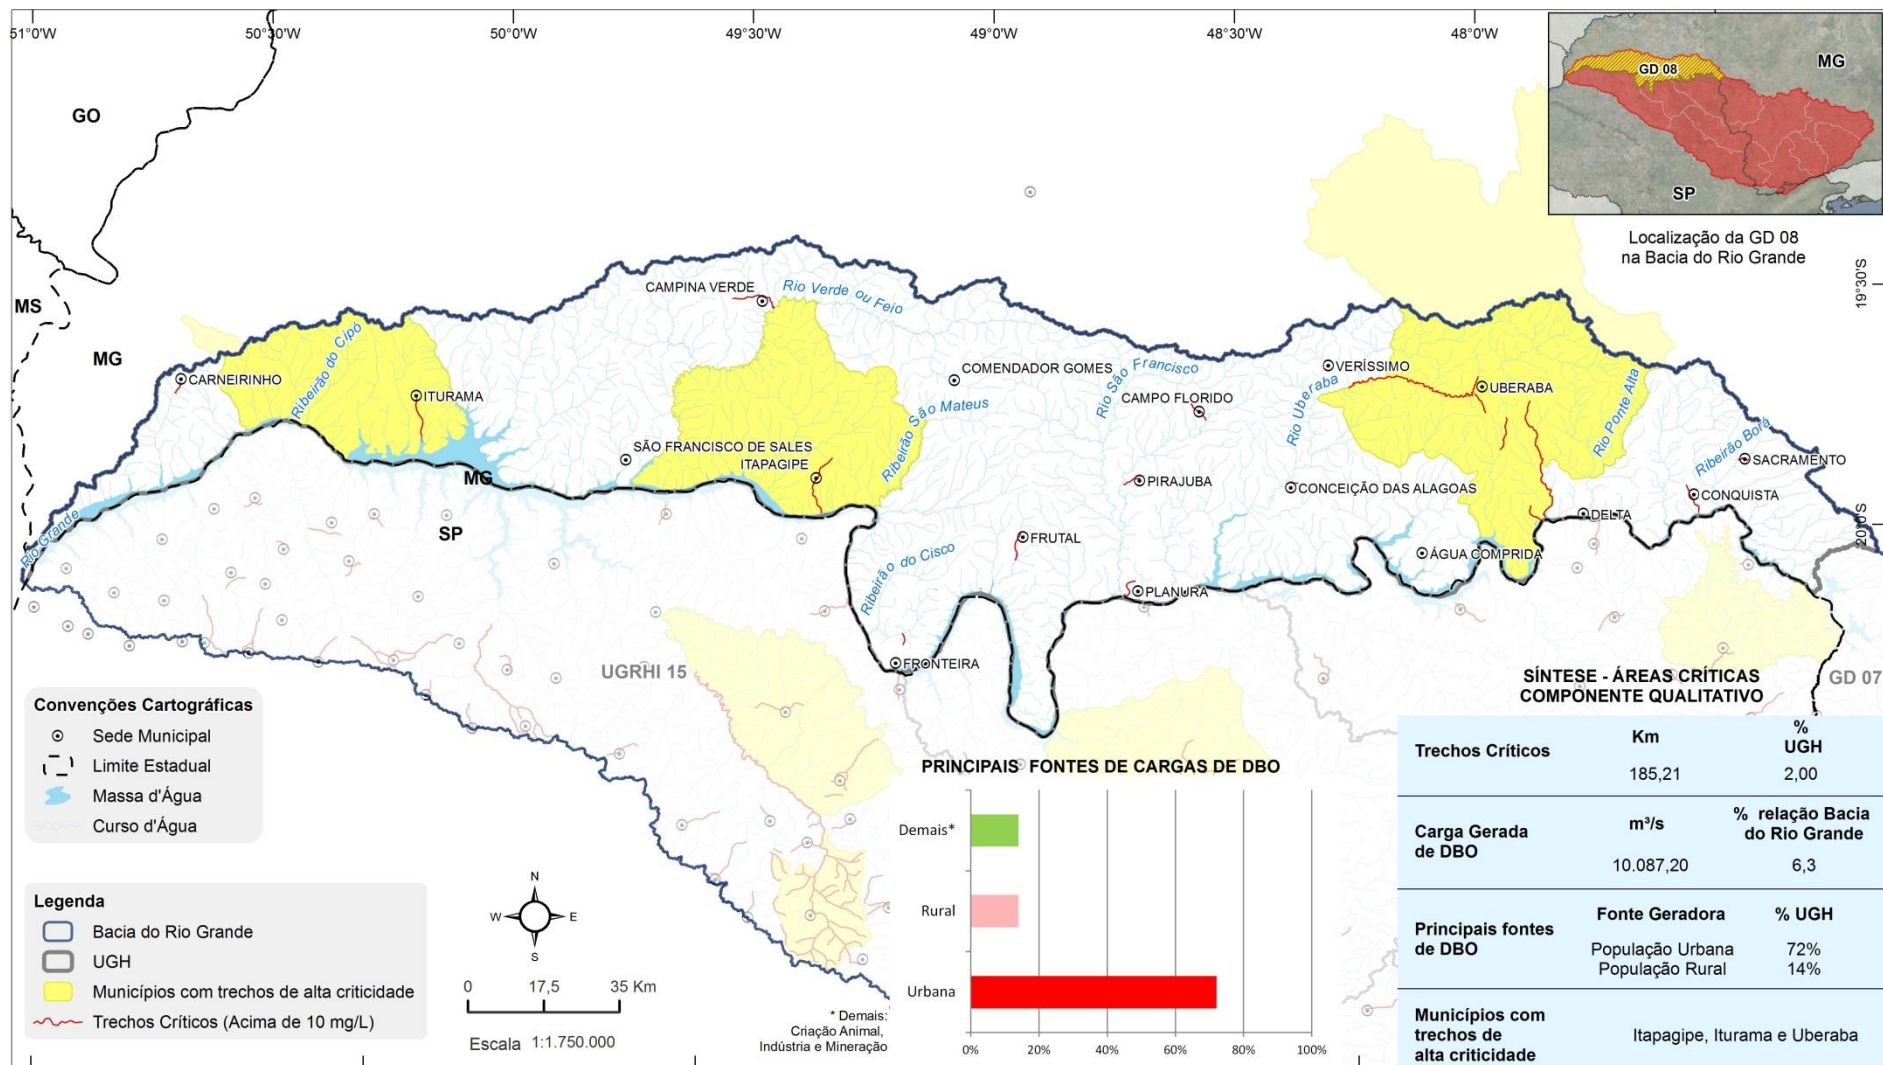 51°0'W
50°30'W
50°0'W
49°30'W
49°0'W
48°30'W
48°0'W
GO
MS
MG
MG
SP
MG
SP
GD 08
Localização da GD 08
na Bacia do Rio Grande
19°30'S
20°0'S
CAMPINA VERDE
Rio Verde ou Feio
CARNEIRINHO
Ribeirão do Cipó
ITURAMA
COMENDADOR GOMES
Rio São Francisco
VERÍSSIMO
UBERABA
CAMPO FLORIDO
Rio Uberaba
Rio Ponte Alta
Ribeirão São Mateus
SÃO FRANCISCO DE SALES
ITAPAGIPE
PIRAJUBA
CONCEIÇÃO DAS ALAGOAS
Ribeirão Borá
SACRAMENTO
CONQUISTA
DELTA
Rio Grande
FRUTAL
ÁGUA COMPRIDA
Ribeirão do Cisco
PLANURA
FRONTEIRA
UGRHI 15
GD 07
Convenções Cartográficas
Sede Municipal
Limite Estadual
Massa d'Água
Curso d'Água
Legenda
Bacia do Rio Grande
UGH
Municípios com trechos de alta criticidade
Trechos Críticos (Acima de 10 mg/L)
N
W
E
S
0 17,5 35 Km
Escala 1:1.750.000
PRINCIPAIS FONTES DE CARGAS DE DBO
Demais*
Rural
Urbana
0% 20% 40% 60% 80% 100%
* Demais:
Criação Animal,
Indústria e Mineração
SÍNTESE - ÁREAS CRÍTICAS
COMPONENTE QUALITATIVO
Trechos Críticos
Km
%
UGH
185,21
2,00
Carga Gerada
de DBO
m³/s
% relação Bacia
do Rio Grande
10.087,20
6,3
Principais fontes
de DBO
Fonte Geradora
% UGH
População Urbana
72%
População Rural
14%
Municípios com
trechos de
alta criticidade
Itapagipe, Iturama e Uberaba